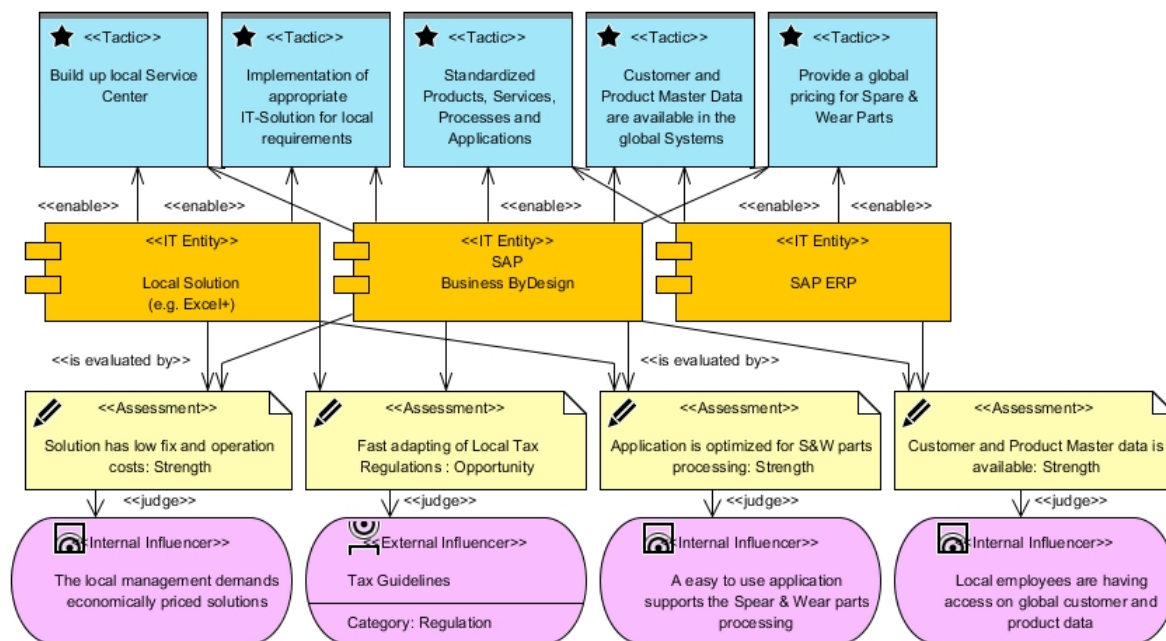 <<Tactic>>
Build up local Service
Center
<<Tactic>>
Implementation of
appropriate
IT-Solution for local
requirements
<<Tactic>>
Standardized
Products, Services,
Processes and
Applications
<<Tactic>>
Customer and
Product Master Data
are available in the
global Systems
<<Tactic>>
Provide a global
pricing for Spare &
Wear Parts
<<enable>>
<<enable>>
<<enable>>
<<enable>>
<<enable>>
<<IT Entity>>
Local Solution
(e.g. Excel+)
<<IT Entity>>
SAP
Business ByDesign
<<IT Entity>>
SAP ERP
<<is evaluated by>>
<<is evaluated by>>
<<Assessment>>
Solution has low fix and operation
costs: Strength
<<Assessment>>
Fast adapting of Local Tax
Regulations : Opportunity
<<Assessment>>
Application is optimized for S&W parts
processing: Strength
<<Assessment>>
Customer and Product Master data is
available: Strength
<<judge>>
<<judge>>
<<judge>>
<<judge>>
<<Internal Influencer>>
The local management demands
economically priced solutions
<<External Influencer>>
Tax Guidelines
Category: Regulation
<<Internal Influencer>>
A easy to use application
supports the Spear & Wear parts
processing
<<Internal Influencer>>
Local employees are having
access on global customer and
product data